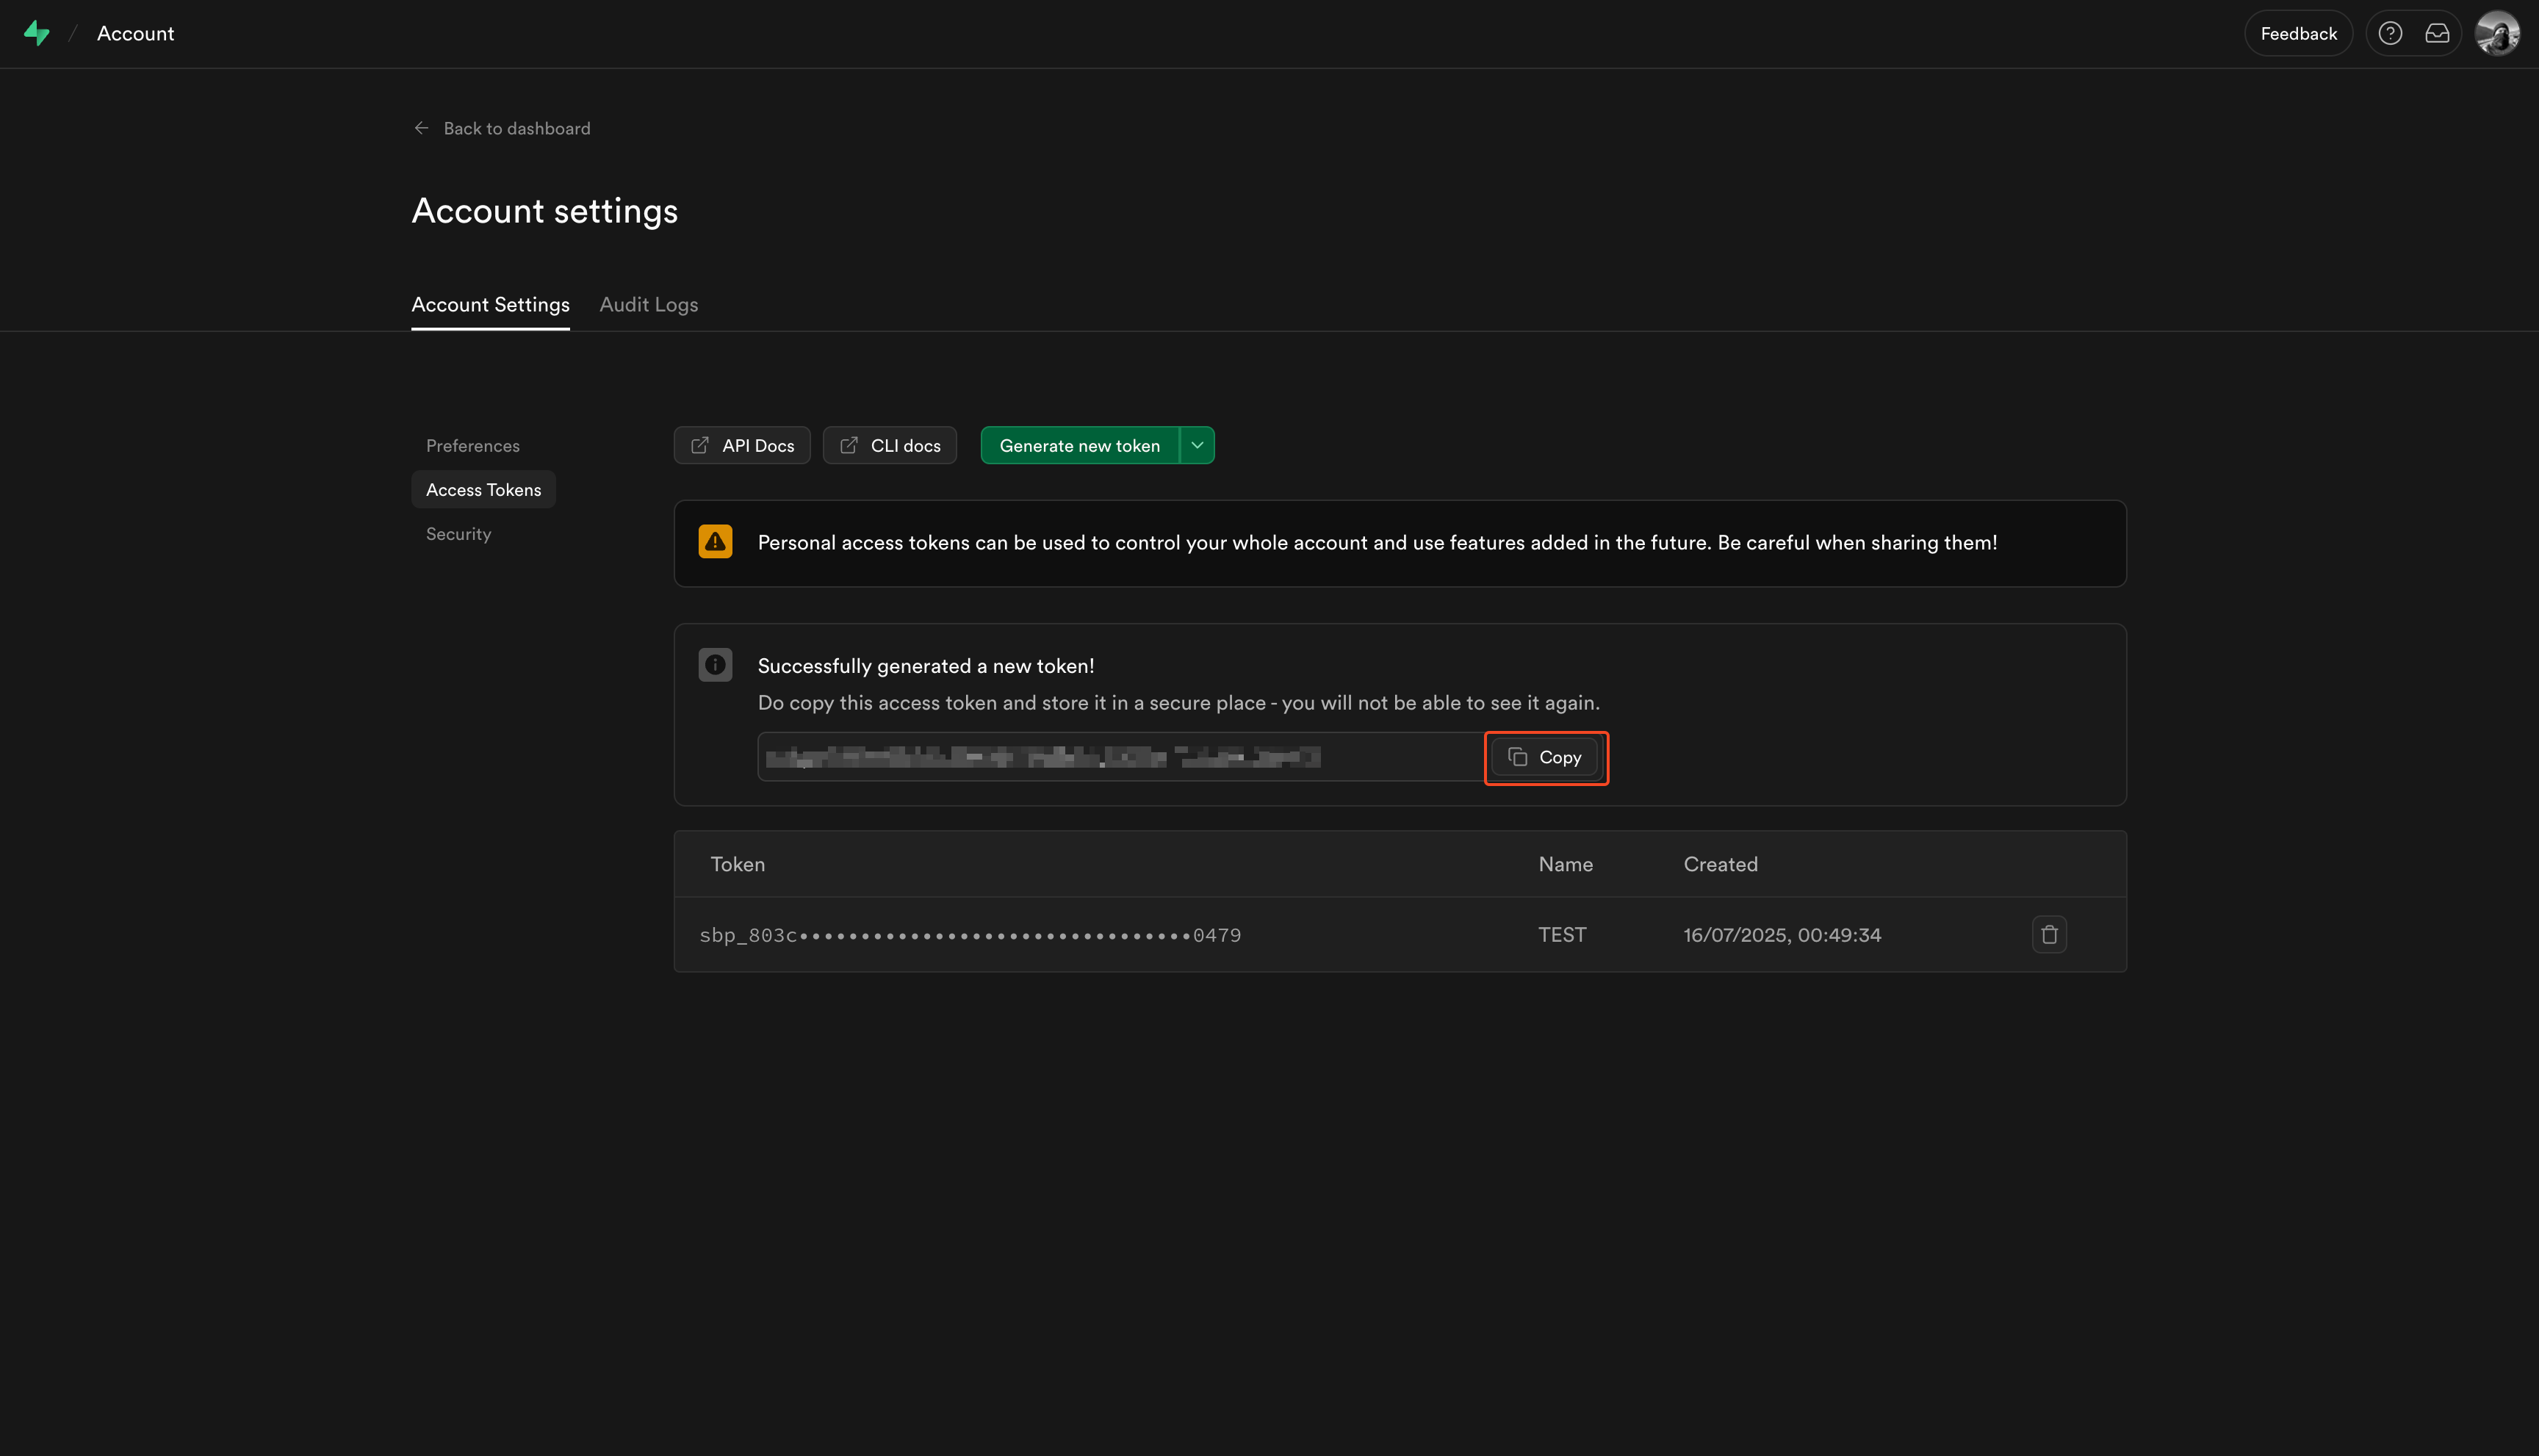 / Account
Feedback
Back to dashboard
Account settings
Account Settings
Audit Logs
Preferences
Access Tokens
Security
API Docs
CLI docs
Generate new token
Personal access tokens can be used to control your whole account and use features added in the future. Be careful when sharing them!
Successfully generated a new token!
Do copy this access token and store it in a secure place - you will not be able to see it again.
Copy
Token Name Created
sbp_803c••••••••••••••••••••••••••••••••0479 TEST 16/07/2025, 00:49:34